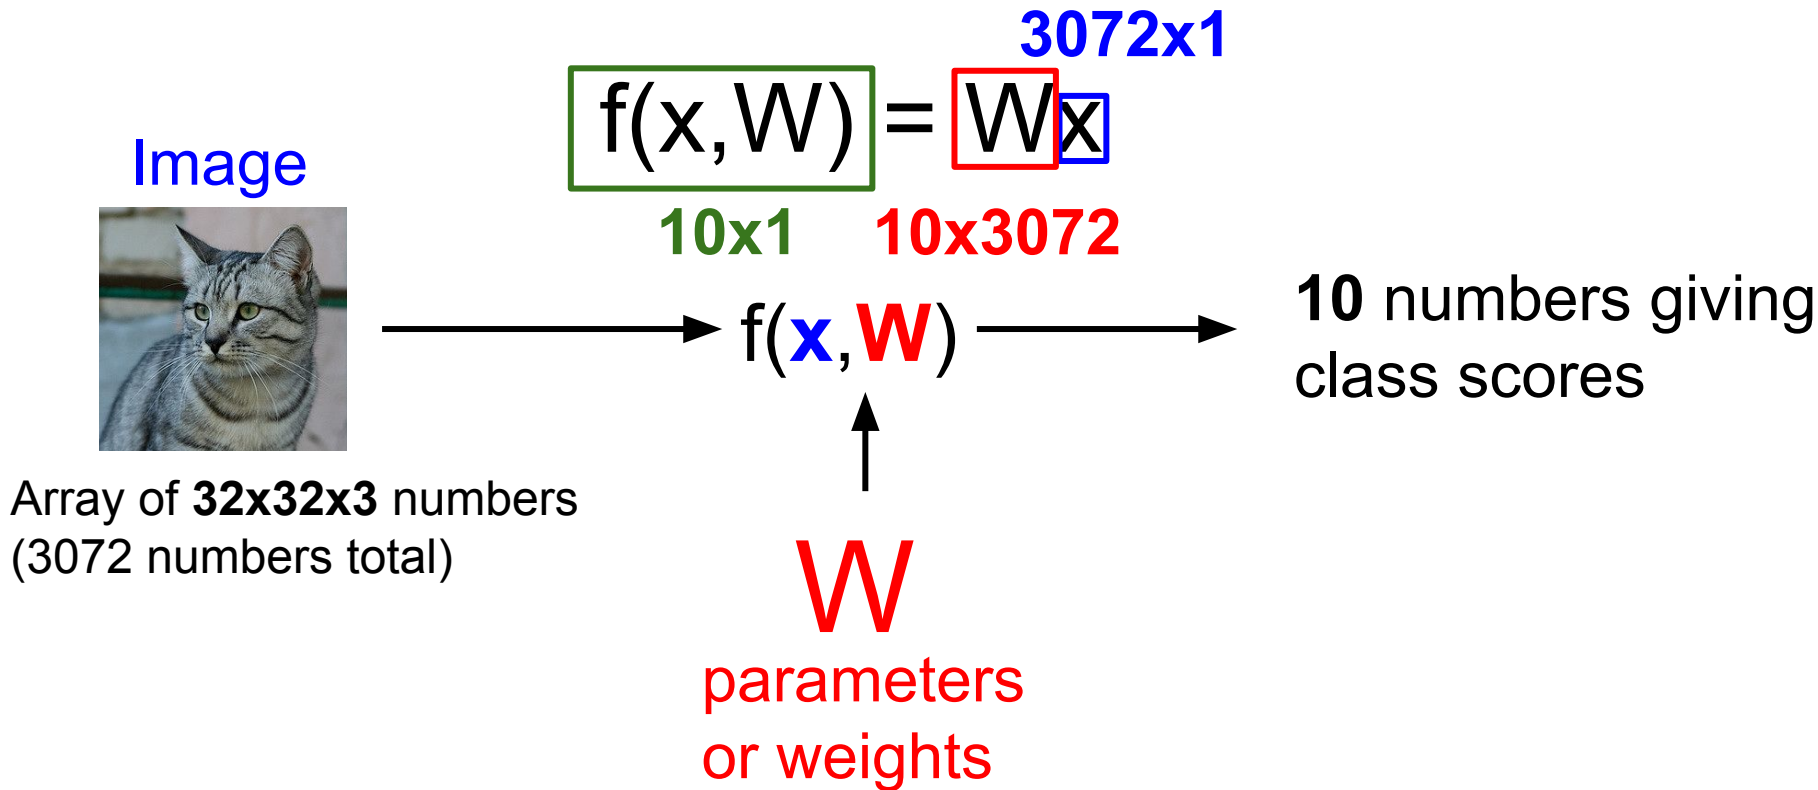 3072x1
f(x,W) = Wx
Image
10x1 10x3072
f(x,W)
10 numbers giving
class scores
Array of 32x32x3 numbers
(3072 numbers total)
W
parameters
or weights